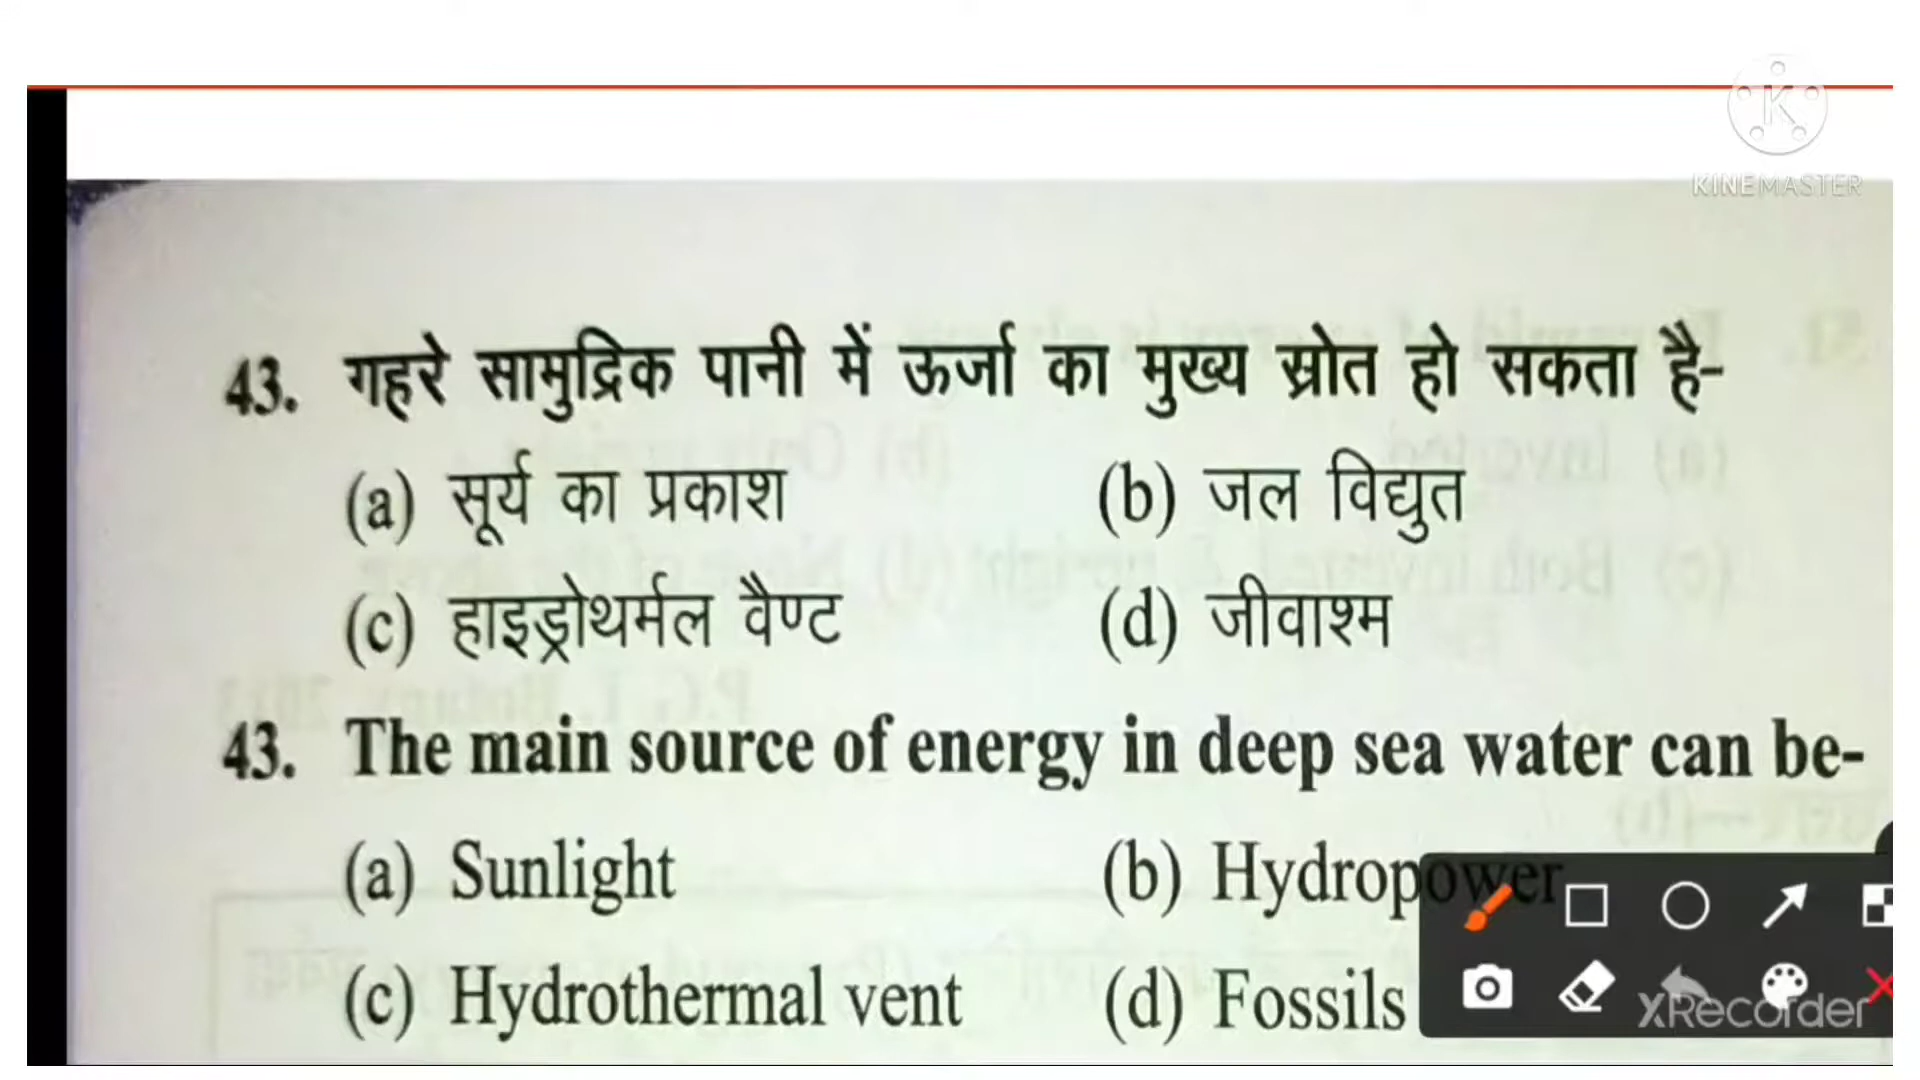 KINEMASTER
43. गहरे सामुद्रिक पानी में ऊर्जा का मुख्य स्रोत हो सकता है-
(a) सूर्य का प्रकाश (b) जल विद्युत
(c) हाइड्रोथर्मल वैण्ट (d) जीवाश्म
43. The main source of energy in deep sea water can be-
(a) Sunlight (b) Hydropower
(c) Hydrothermal vent (d) Fossils
XRecorder